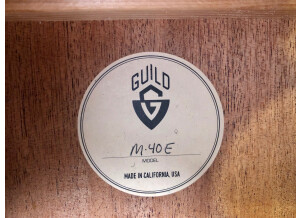 GUILD
G
M-40E
MODEL
MADE IN CALIFORNIA, USA